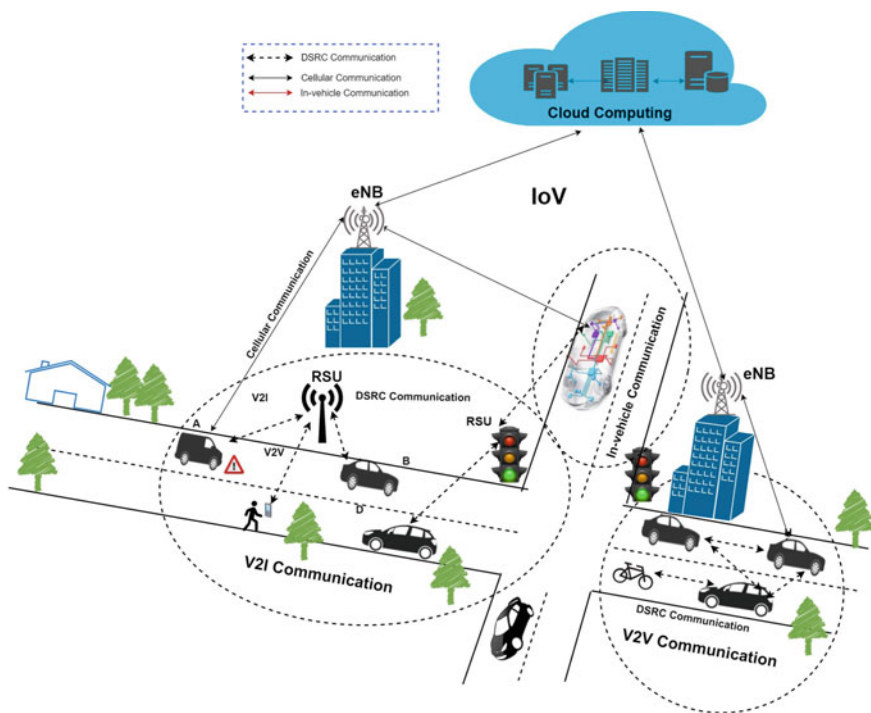 DSRC Communication
Cellular Communication
In-vehicle Communication
Cloud Computing
IoV
eNB
Cellular Communication
RSU
V2I
DSRC Communication
RSU
In-vehicle Communication
eNB
A
V2V
B
D
V2I Communication
DSRC Communication
V2V Communication